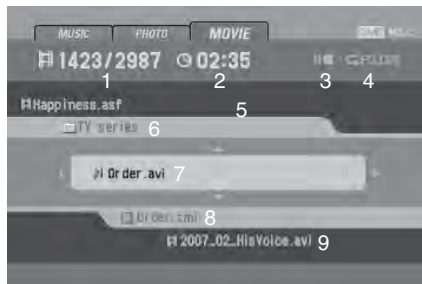 MUSIC PHOTO MOVIE
1423/2987 02:35
1 2 3 4
Happiness.asf 5
TV series 6
Order.avi 7
Order.smi 8
2007_02_HisVoice.avi 9